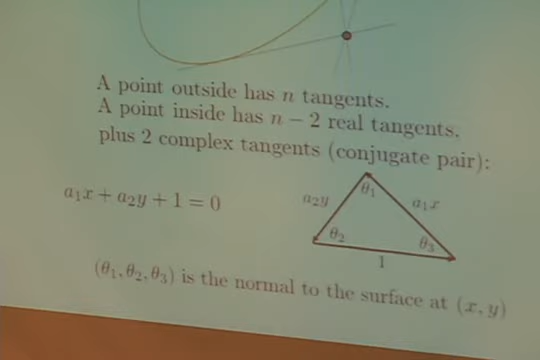 A point outside has n tangents.
A point inside has n − 2 real tangents.
plus 2 complex tangents (conjugate pair):
a₁x + a₂y + 1 = 0
a₂y
θ₁
a₁x
θ₂
θ₃
1
(θ₁, θ₂, θ₃) is the normal to the surface at (x, y)